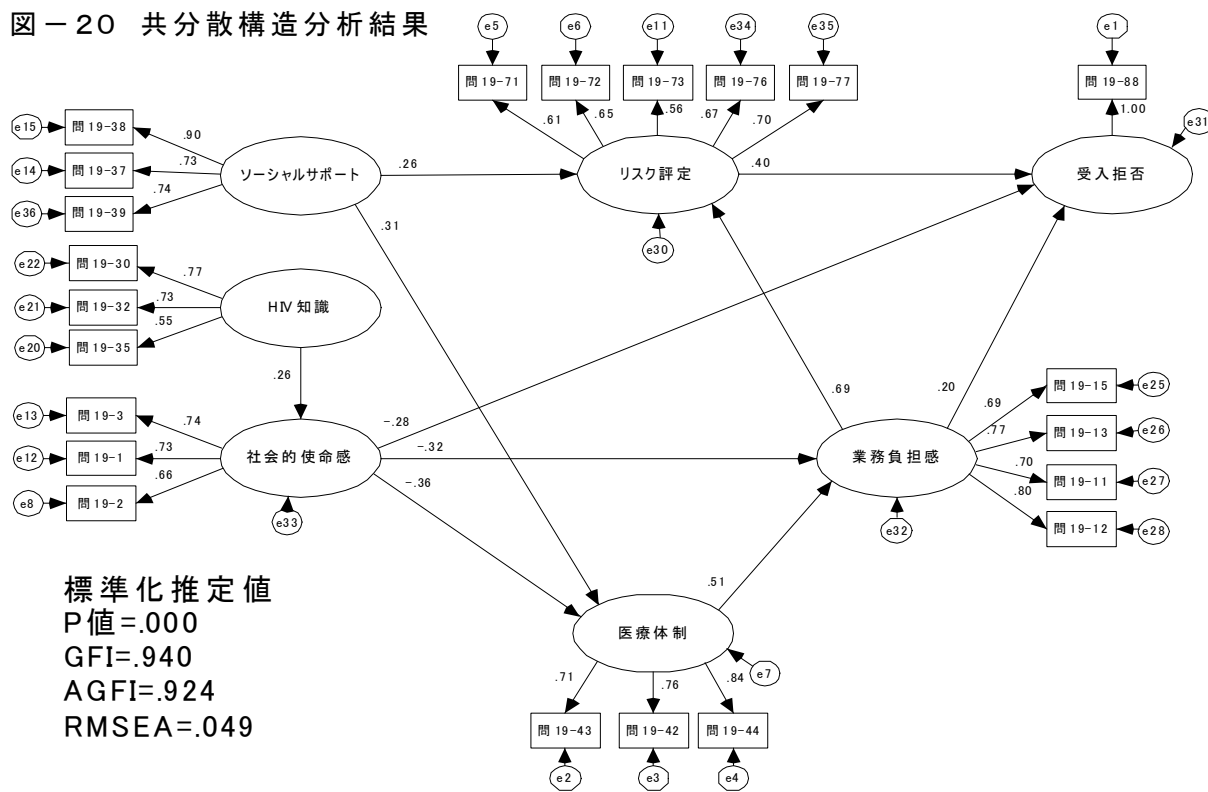 図－20 共分散構造分析結果
e5
e6
e11
e34
e35
e1
問19-71
問19-72
問19-73
問19-76
問19-77
問19-88
.61
.65
.56
.67
.70
1.00
e31
e15
問19-38
.90
e14
問19-37
.73
e36
問19-39
.74
ソーシャルサポート
.26
リスク評定
.40
受入拒否
.31
e30
e22
問19-30
.77
e21
問19-32
.73
e20
問19-35
.55
HIV知識
.26
.69
.20
e13
問19-3
.74
e12
問19-1
.73
e8
問19-2
.66
社会的使命感
-.28
-.32
-.36
e33
業務負担感
e32
.69
問19-15
e25
.77
問19-13
e26
.70
問19-11
e27
.80
問19-12
e28
.51
医療体制
e7
.71
.76
.84
問19-43
問19-42
問19-44
e2
e3
e4
標準化推定値
P値=.000
GFI=.940
AGFI=.924
RMSEA=.049